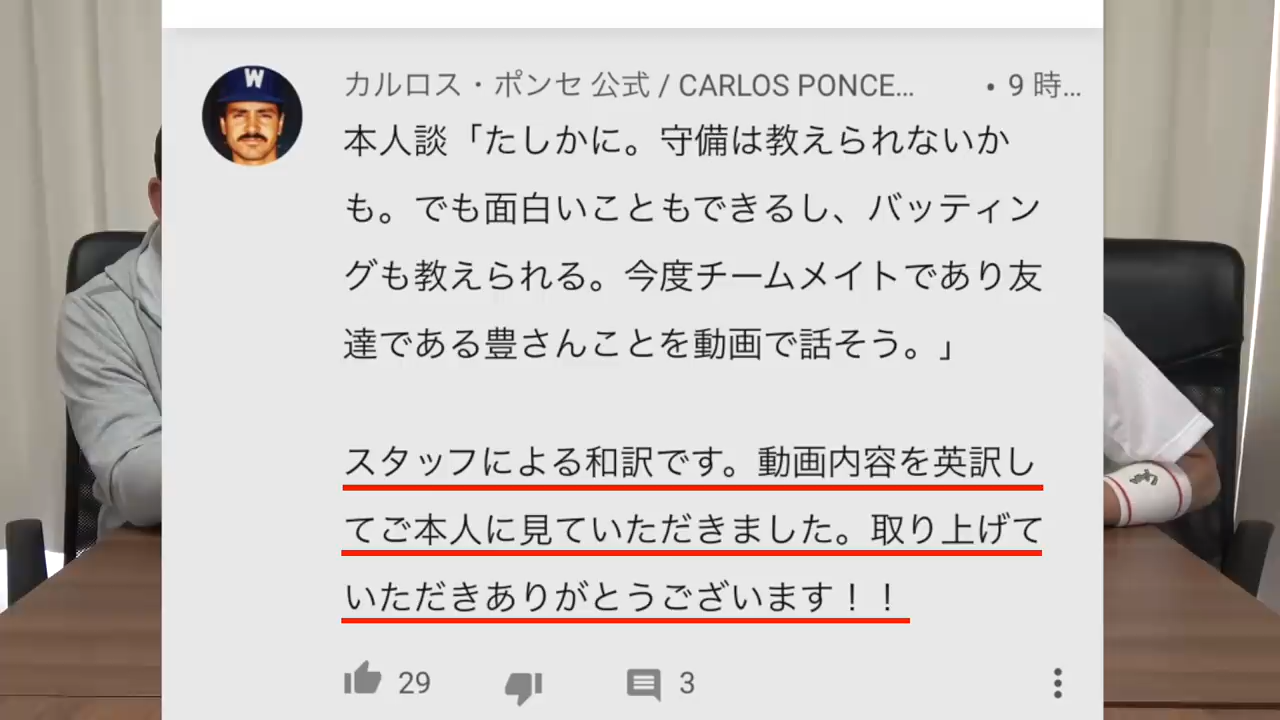 W
カルロス・ポンセ 公式 / CARLOS PONCE... • 9 時...
本人談「たしかに。守備は教えられないか
も。でも面白いこともできるし、バッティン
グも教えられる。今度チームメイトであり友
達である豊さんことを動画で話そう。」
スタッフによる和訳です。動画内容を英訳し
てご本人に見ていただきました。取り上げて
いただきありがとうございます！！
29 3